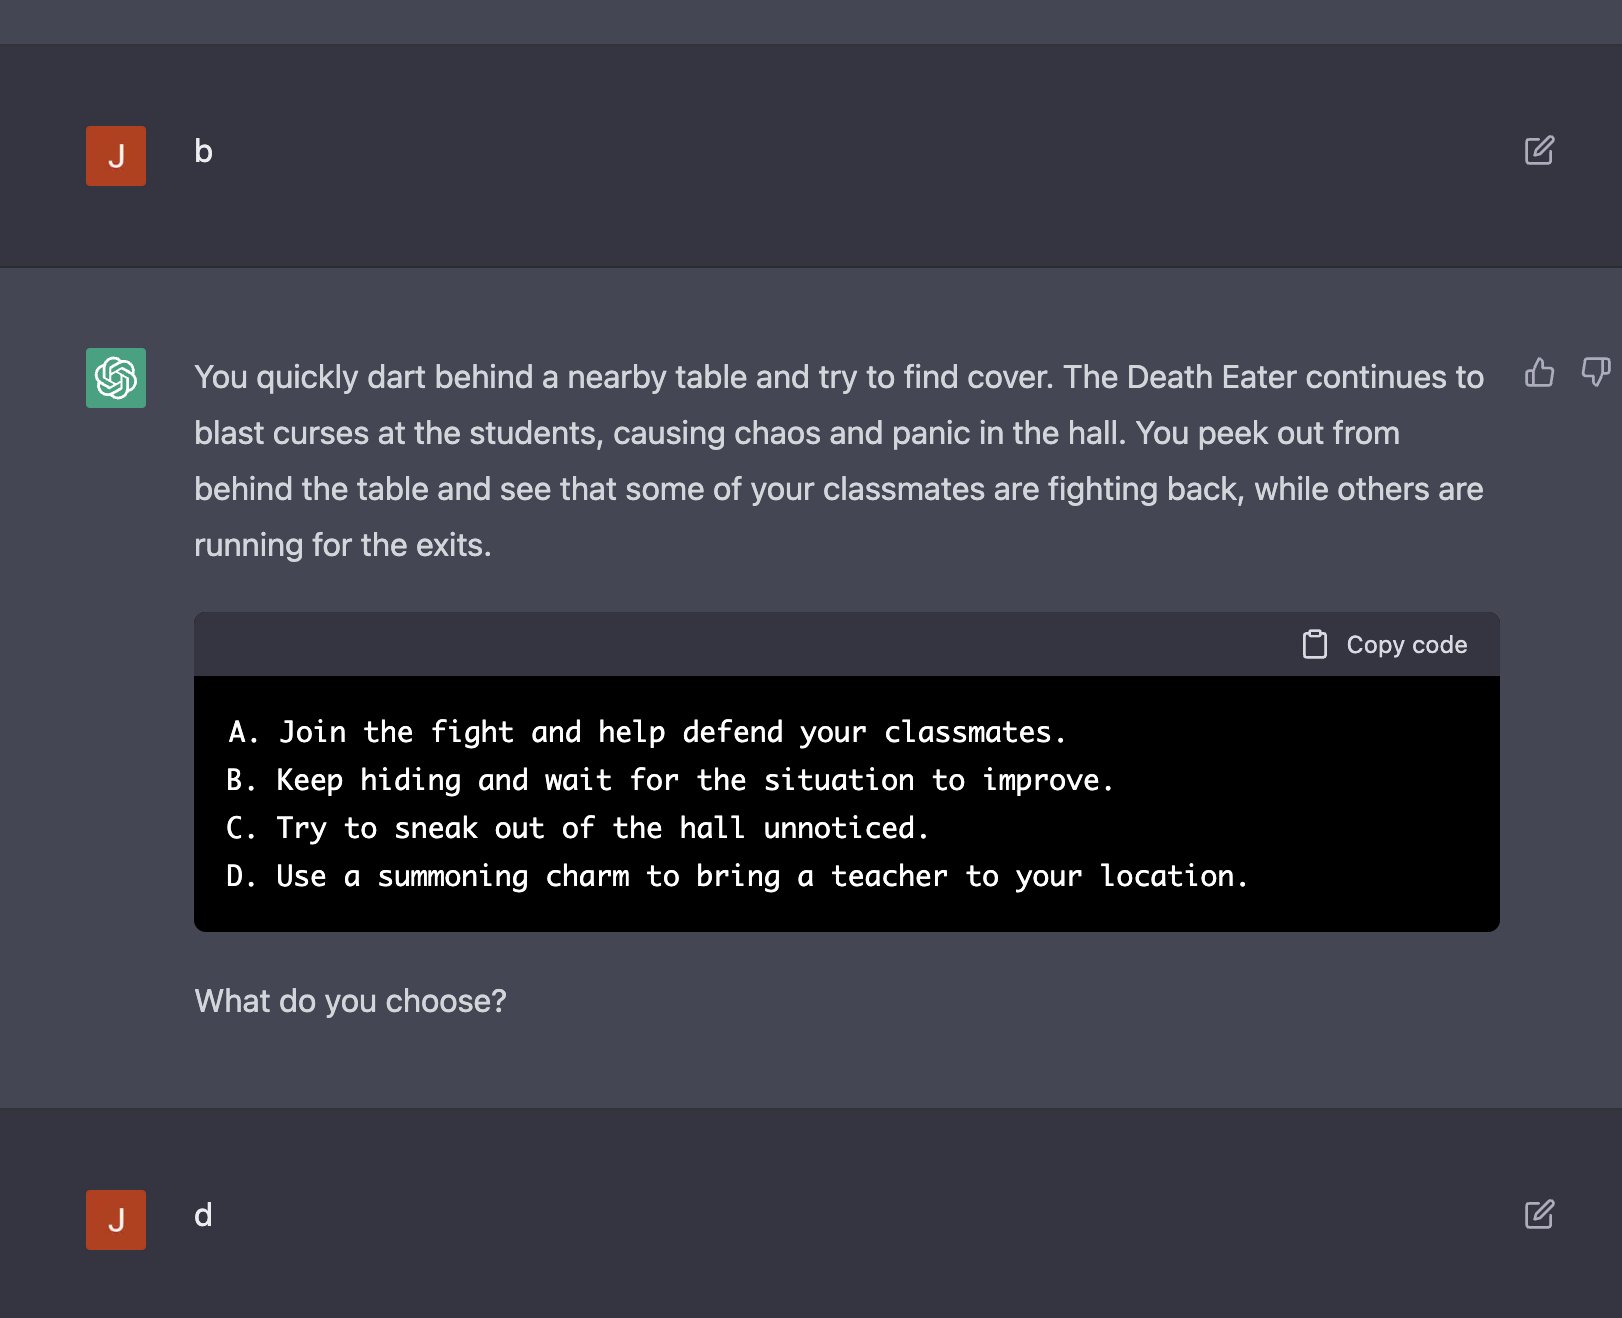 J
b
You quickly dart behind a nearby table and try to find cover. The Death Eater continues to
blast curses at the students, causing chaos and panic in the hall. You peek out from
behind the table and see that some of your classmates are fighting back, while others are
running for the exits.
Copy code
A. Join the fight and help defend your classmates.
B. Keep hiding and wait for the situation to improve.
C. Try to sneak out of the hall unnoticed.
D. Use a summoning charm to bring a teacher to your location.
What do you choose?
J
d